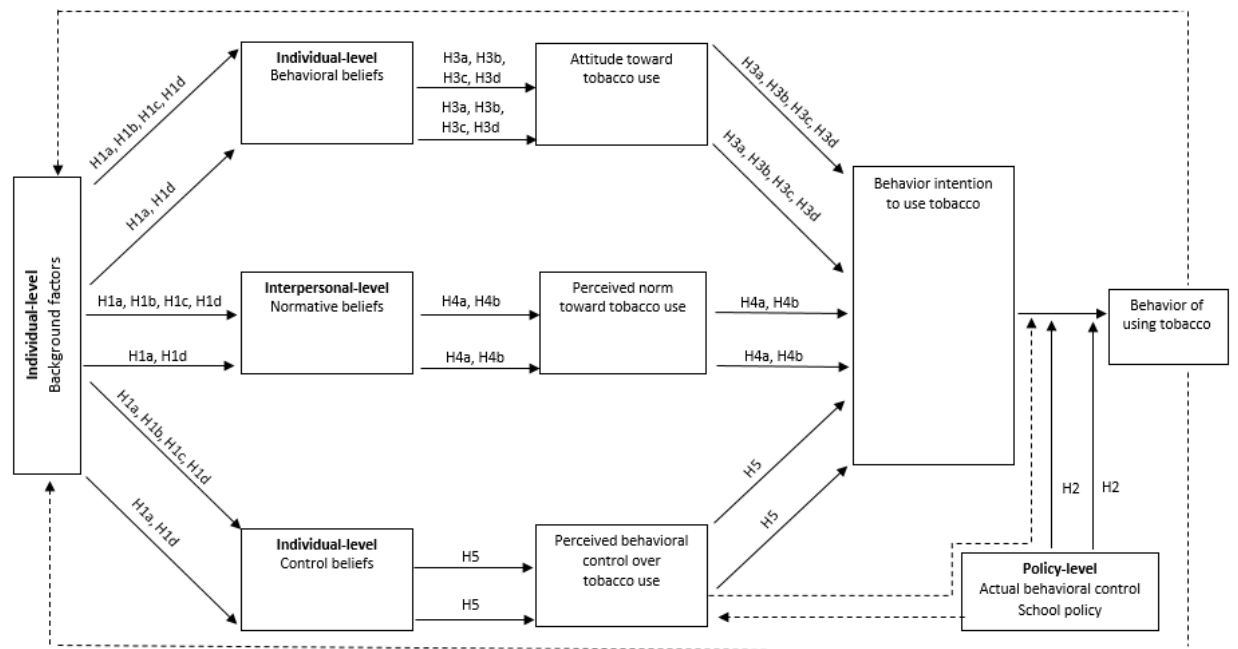 Individual-level
Background factors
H1a, H1b, H1c, H1d
H1a, H1d
Individual-level
Behavioral beliefs
H3a, H3b,
H3c, H3d
H3a, H3b,
H3c, H3d
Attitude toward
tobacco use
H3a, H3b, H3c, H3d
H3a, H3b, H3c, H3d
H1a, H1b, H1c, H1d
H1a, H1d
Interpersonal-level
Normative beliefs
H4a, H4b
H4a, H4b
Perceived norm
toward tobacco use
H4a, H4b
H4a, H4b
H1a, H1b, H1c, H1d
H1a, H1d
Individual-level
Control beliefs
H5
H5
Perceived behavioral
control over
tobacco use
H5
H5
Behavior intention
to use tobacco
Behavior of
using tobacco
H2
H2
Policy-level
Actual behavioral control
School policy